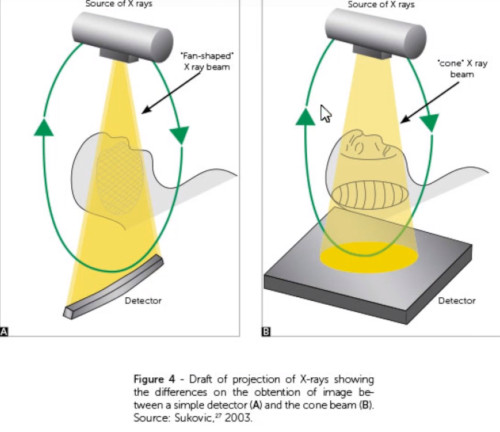 Source of X rays
"Fan-shaped"
X ray beam
Detector
A
Source of X rays
"cone" X ray
beam
Detector
B
Figure 4 - Draft of projection of X-rays showing
the differences on the obtention of image be-
tween a simple detector (A) and the cone beam (B).
Source: Sukovic,²⁷ 2003.